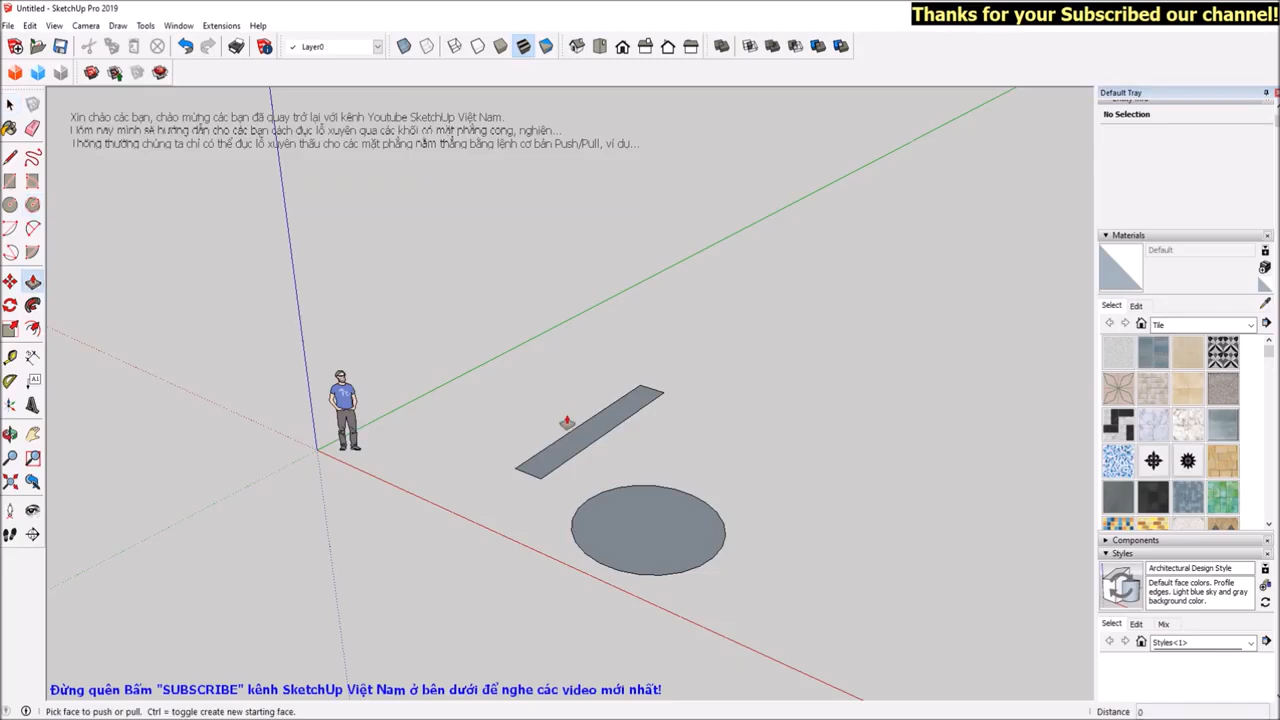 Untitled - SketchUp Pro 2019
Thanks for your Subscribed our channel!
File Edit View Camera Draw Tools Window Extensions Help
Layer0
Default Tray
Entity Info
No Selection
Xin chào các bạn, chào mừng các bạn đã quay trở lại với kênh Youtube SketchUp Việt Nam.
Hôm nay mình sẽ hướng dẫn cho các bạn cách đục lỗ xuyên qua các khối có mặt phẳng cong, nghiên...
Thông thường chúng ta chỉ có thể đục lỗ xuyên thấu cho các mặt phẳng nằm thẳng bằng lệnh cơ bản Push/Pull, ví dụ...
Materials
Default
Select Edit
Tile
Components
Styles
Architectural Design Style
Default face colors. Profile
edges. Light blue sky and gray
background color.
Select Edit Mix
Styles<1>
Đừng quên Bấm "SUBSCRIBE" kênh SketchUp Việt Nam ở bên dưới để nghe các video mới nhất!
Pick face to push or pull. Ctrl = toggle create new starting face.
Distance 0